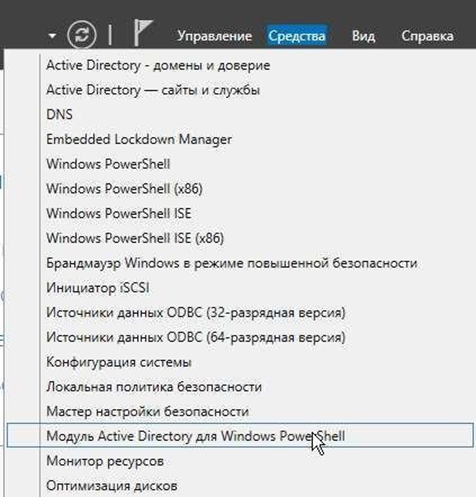 Управление Средства Вид Справка
Active Directory - домены и доверие
Active Directory — сайты и службы
DNS
Embedded Lockdown Manager
Windows PowerShell
Windows PowerShell (x86)
Windows PowerShell ISE
Windows PowerShell ISE (x86)
Брандмауэр Windows в режиме повышенной безопасности
Инициатор iSCSI
Источники данных ODBC (32-разрядная версия)
Источники данных ODBC (64-разрядная версия)
Конфигурация системы
Локальная политика безопасности
Мастер настройки безопасности
Модуль Active Directory для Windows PowerShell
Монитор ресурсов
Оптимизация дисков